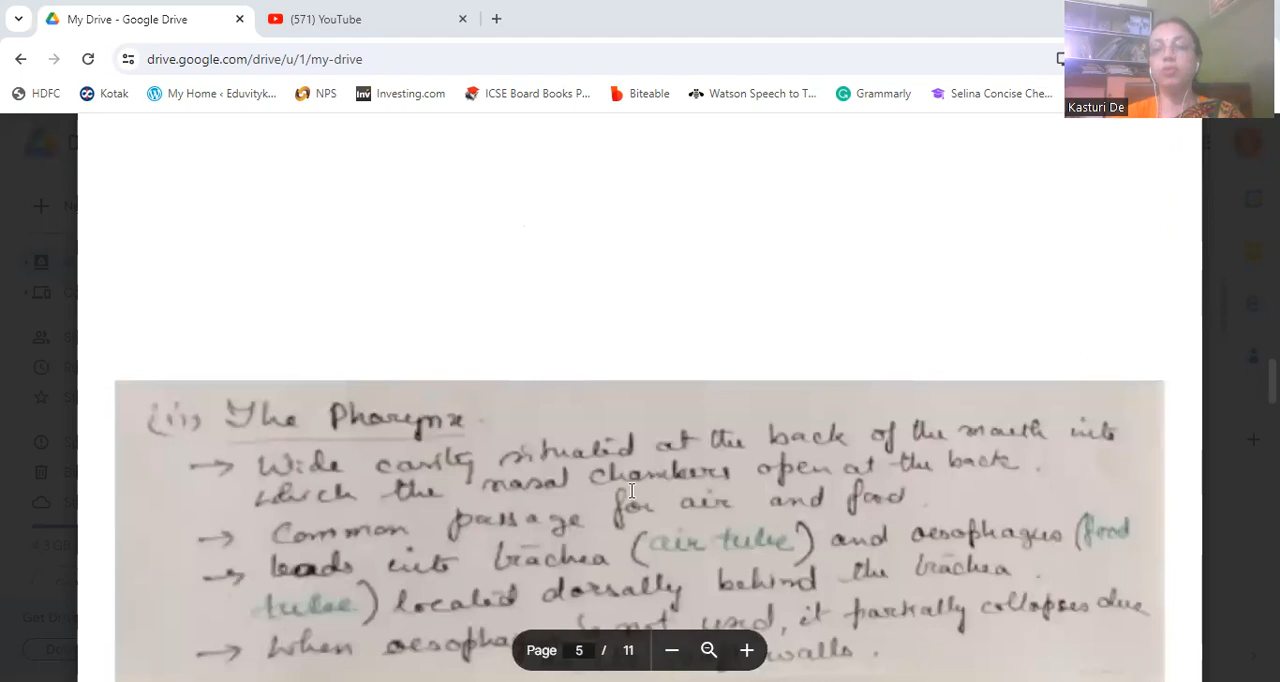 My Drive - Google Drive
(571) YouTube
drive.google.com/drive/u/1/my-drive
HDFC
Kotak
My Home ‹ Eduvityk...
NPS
Investing.com
ICSE Board Books P...
Biteable
Watson Speech to T...
Grammarly
Selina Concise Che...
Kasturi De
(ii) The Pharynx.
→ Wide cavity situated at the back of the mouth into
which the nasal chambers open at the back.
→ Common passage for air and food.
→ leads into trachea (air tube) and aesophagus (food
tube) located dorsally behind the trachea.
→ When aesophag not used, it partially collapses due
walls.
Page 5 / 11